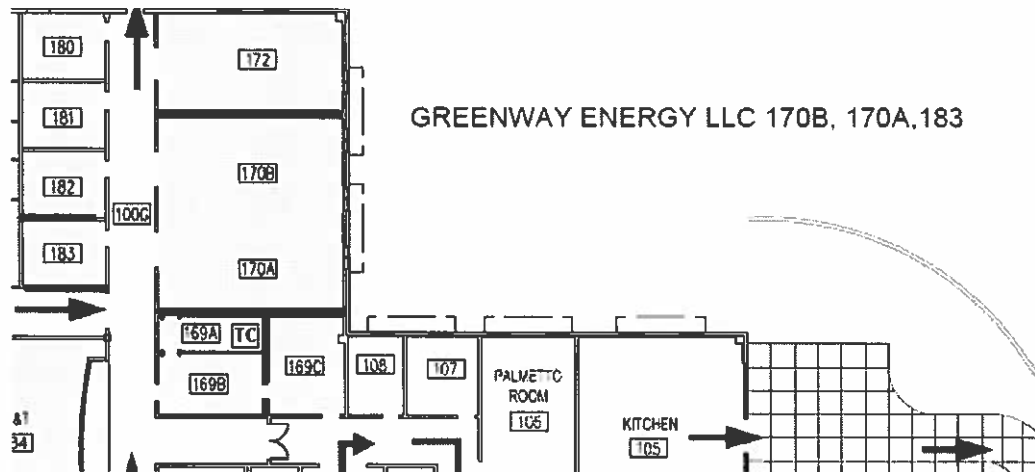 180
172
GREENWAY ENERGY LLC 170B, 170A,183
181
170B
182
100G
183
170A
169A TC
169B
169C
108
107
PALMETTO
ROOM
106
&T
KITCHEN
105